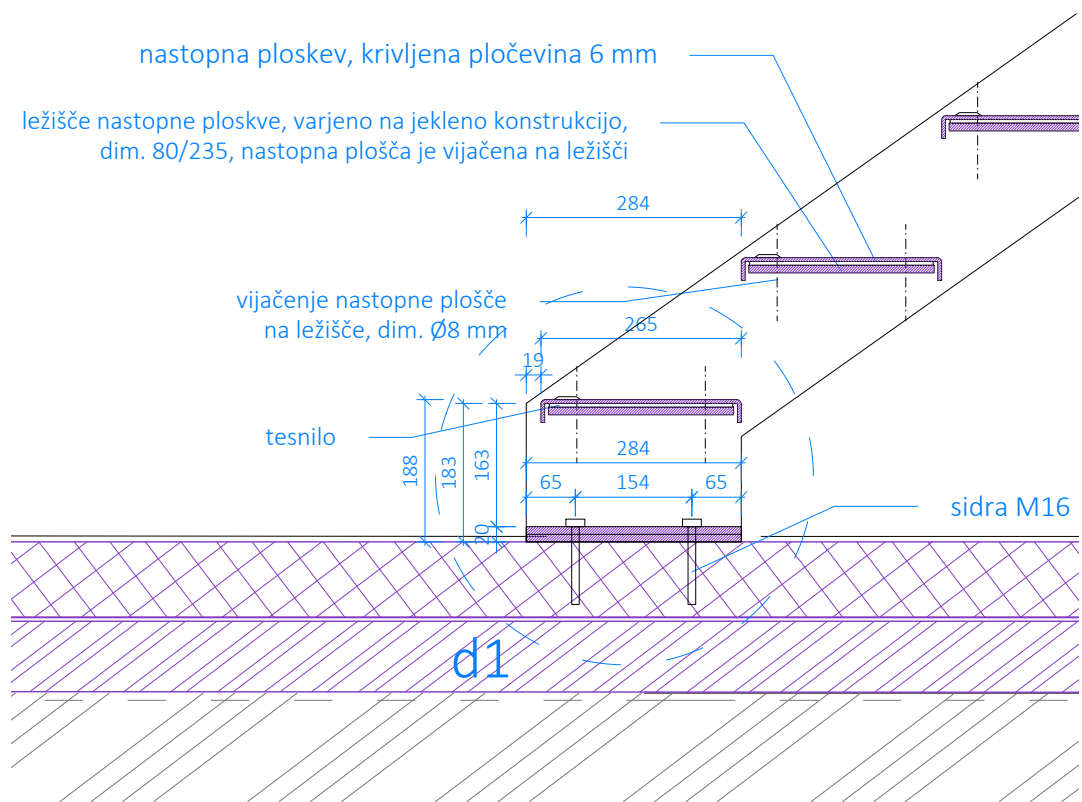 nastopna ploskev, krivljena pločevina 6 mm
ležišče nastopne ploskve, varjeno na jekleno konstrukcijo,
dim. 80/235, nastopna plošča je vijačena na ležišči
284
vijačenje nastopne plošče
na ležišče, dim. Ø8 mm
265
19
tesnilo
188
183
163
20
284
65
154
65
sidra M16
d1